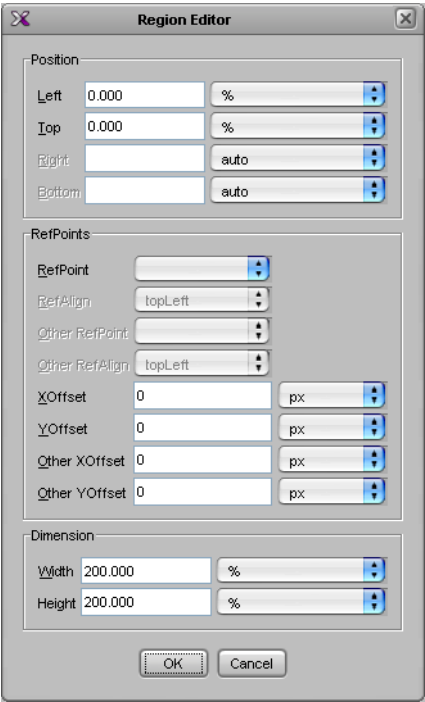 Region Editor
Position
Left 0.000 %
Top 0.000 %
Right auto
Bottom auto
RefPoints
RefPoint
RefAlign topLeft
Other RefPoint
Other RefAlign topLeft
XOffset 0 px
YOffset 0 px
Other XOffset 0 px
Other YOffset 0 px
Dimension
Width 200.000 %
Height 200.000 %
OK Cancel